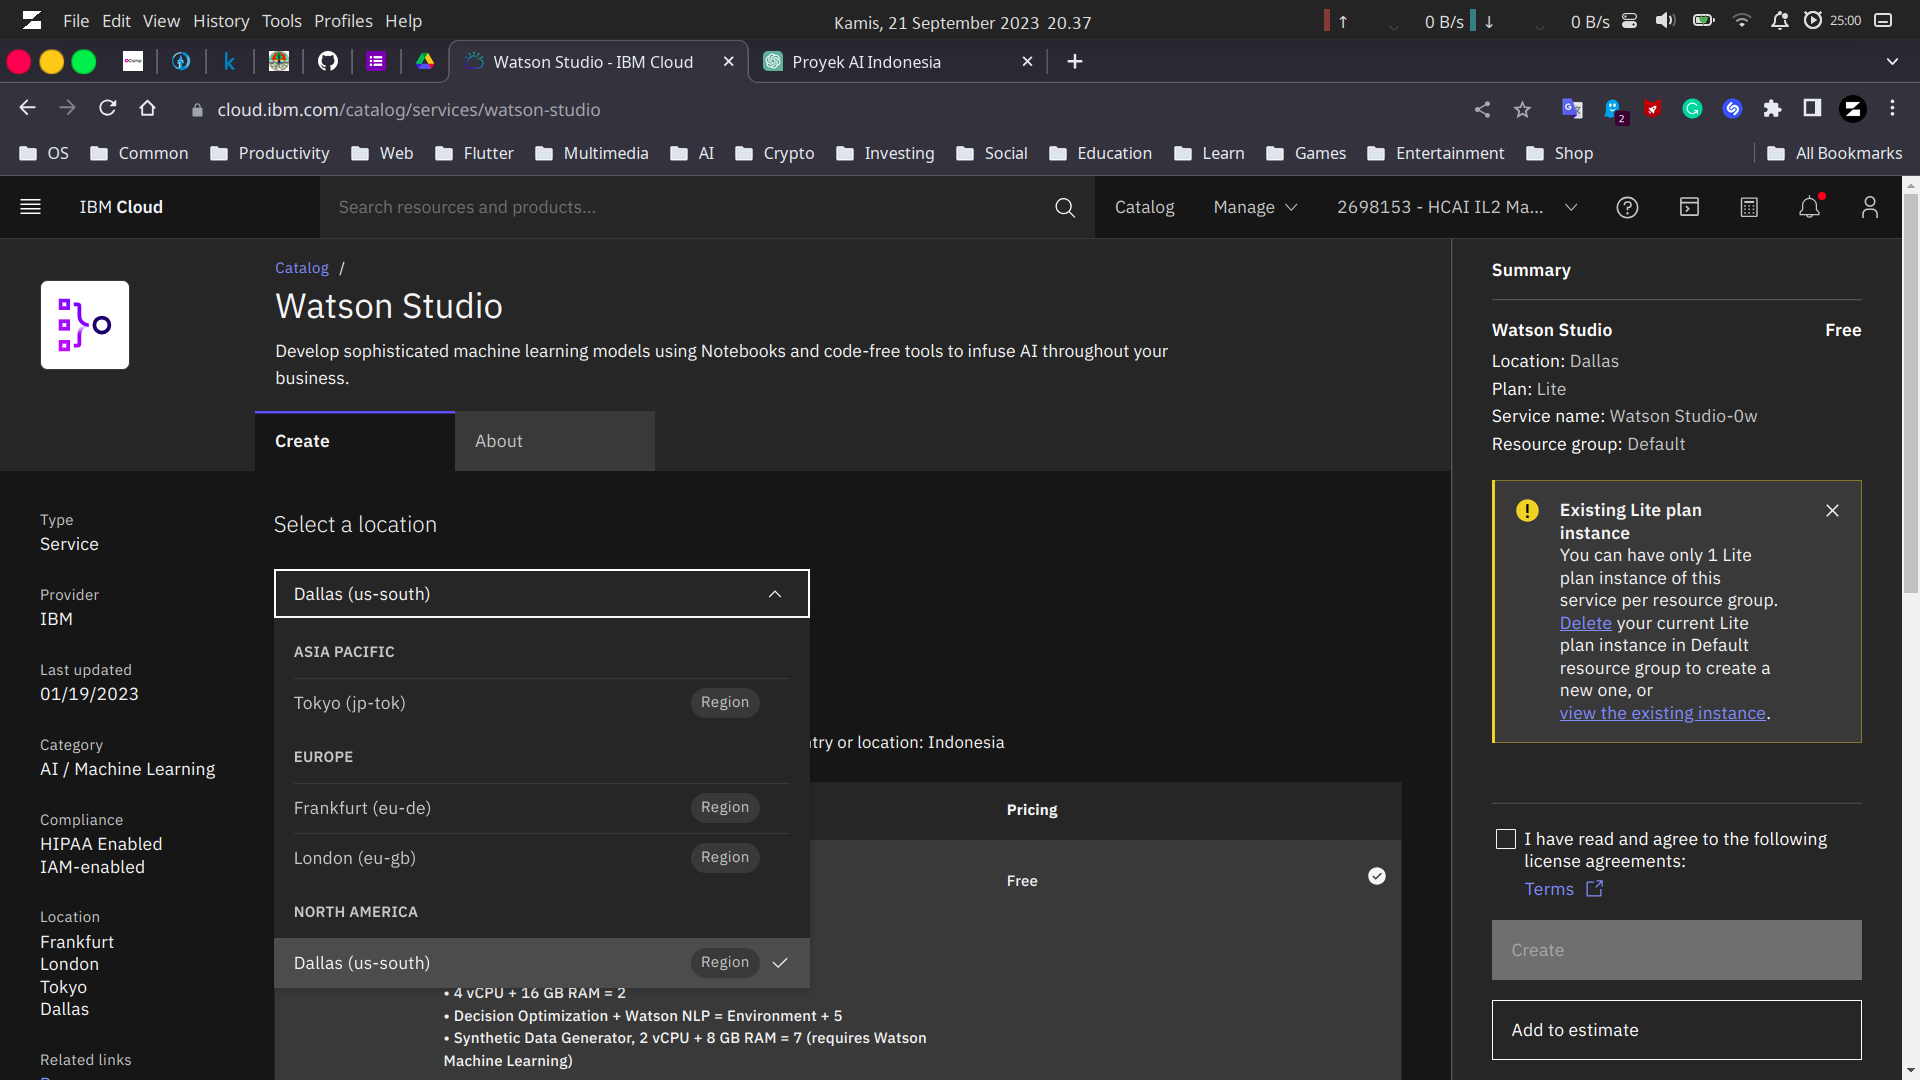 File Edit View History Tools Profiles Help
Kamis, 21 September 2023 20.37
↑ 0 B/s ↓ 0 B/s 25:00
Watson Studio - IBM Cloud
Proyek AI Indonesia
cloud.ibm.com/catalog/services/watson-studio
2
OS Common Productivity Web Flutter Multimedia AI Crypto Investing Social Education Learn Games Entertainment Shop All Bookmarks
IBM Cloud
Search resources and products...
Catalog Manage 2698153 - HCAI IL2 Ma...
Catalog /
Watson Studio
Develop sophisticated machine learning models using Notebooks and code-free tools to infuse AI throughout your
business.
Create About
Type
Service
Provider
IBM
Last updated
01/19/2023
Category
AI / Machine Learning
Compliance
HIPAA Enabled
IAM-enabled
Location
Frankfurt
London
Tokyo
Dallas
Related links
Select a location
Dallas (us-south)
ASIA PACIFIC
Tokyo (jp-tok) Region
EUROPE
Frankfurt (eu-de) Region
London (eu-gb) Region
NORTH AMERICA
Dallas (us-south) Region
or location: Indonesia
Pricing
Free
• 4 vCPU + 16 GB RAM = 2
• Decision Optimization + Watson NLP = Environment + 5
• Synthetic Data Generator, 2 vCPU + 8 GB RAM = 7 (requires Watson
Machine Learning)
Summary
Watson Studio Free
Location: Dallas
Plan: Lite
Service name: Watson Studio-0w
Resource group: Default
Existing Lite plan
instance
You can have only 1 Lite
plan instance of this
service per resource group.
Delete your current Lite
plan instance in Default
resource group to create a
new one, or
view the existing instance.
I have read and agree to the following
license agreements:
Terms
Create
Add to estimate